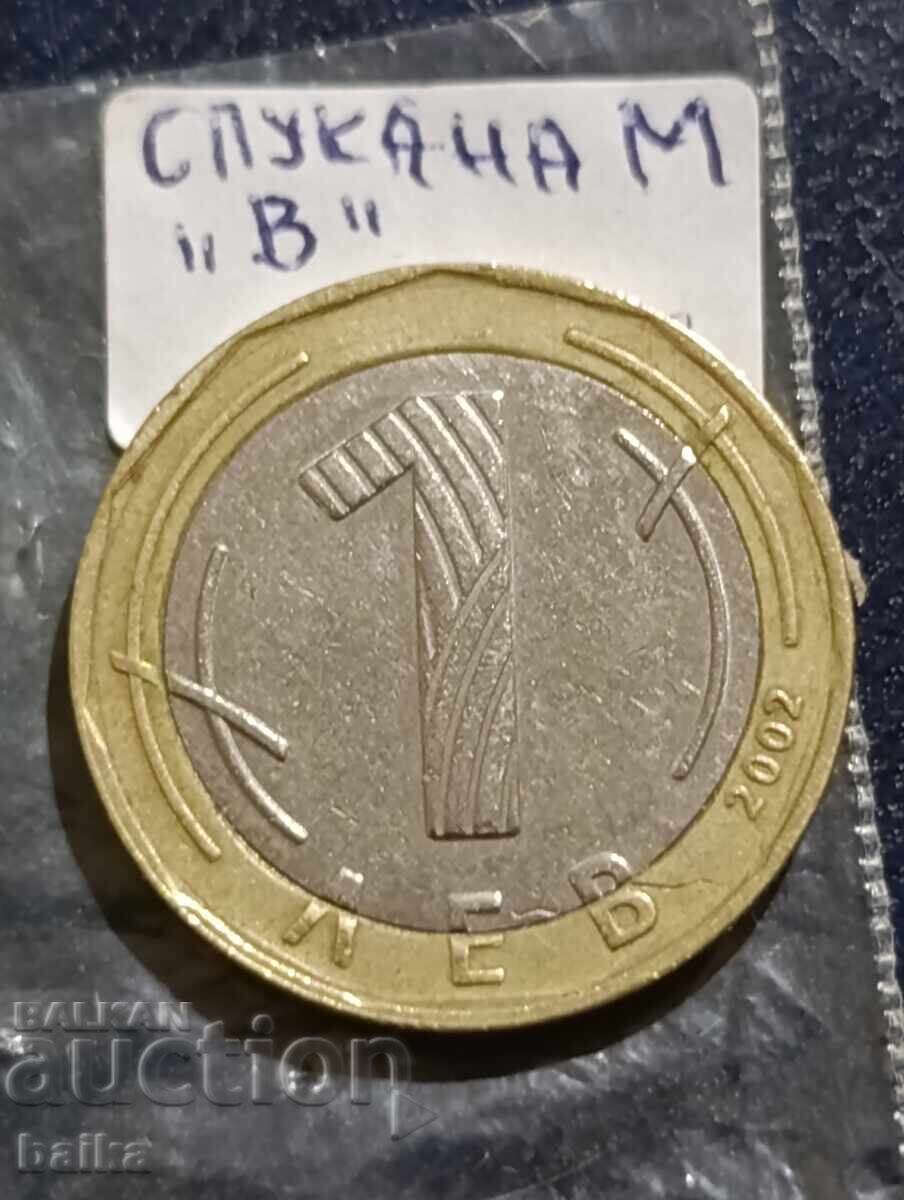 СПУКАНА М
„В"
1
2002
ЛЕВ
BALKAN
auction
baika